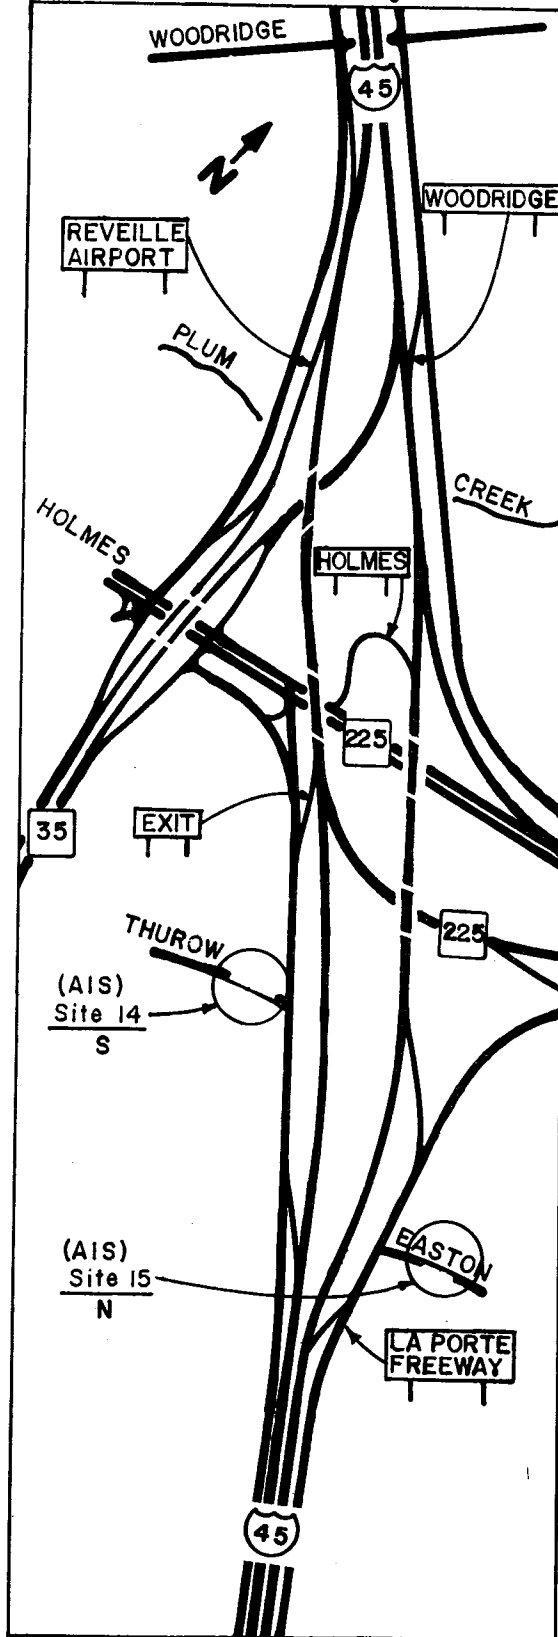 WOODRIDGE
45
N
WOODRIDGE
REVEILLE
AIRPORT
PLUM
CREEK
HOLMES
HOLMES
225
35
EXIT
THUROW
225
(AIS)
Site 14
S
EASTON
(AIS)
Site 15
N
LA PORTE
FREEWAY
45